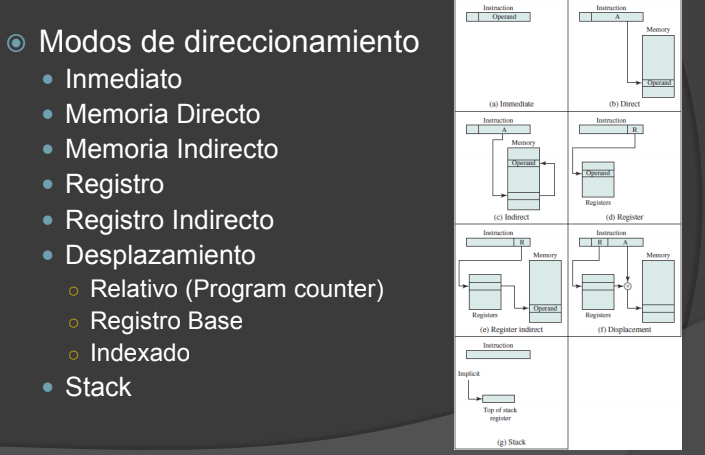 Modos de direccionamiento
Inmediato
Memoria Directo
Memoria Indirecto
Registro
Registro Indirecto
Desplazamiento
Relativo (Program counter)
Registro Base
Indexado
Stack
Instruction
Operand
(a) Immediate
Instruction
A
Memory
Operand
(b) Direct
Instruction
A
Memory
Operand
(c) Indirect
Instruction
R
Operand
Registers
(d) Register
Instruction
R
Memory
Operand
Registers
(e) Register indirect
Instruction
R A
Memory
+
Registers
(f) Displacement
Instruction
Implicit
Top of stack
register
(g) Stack